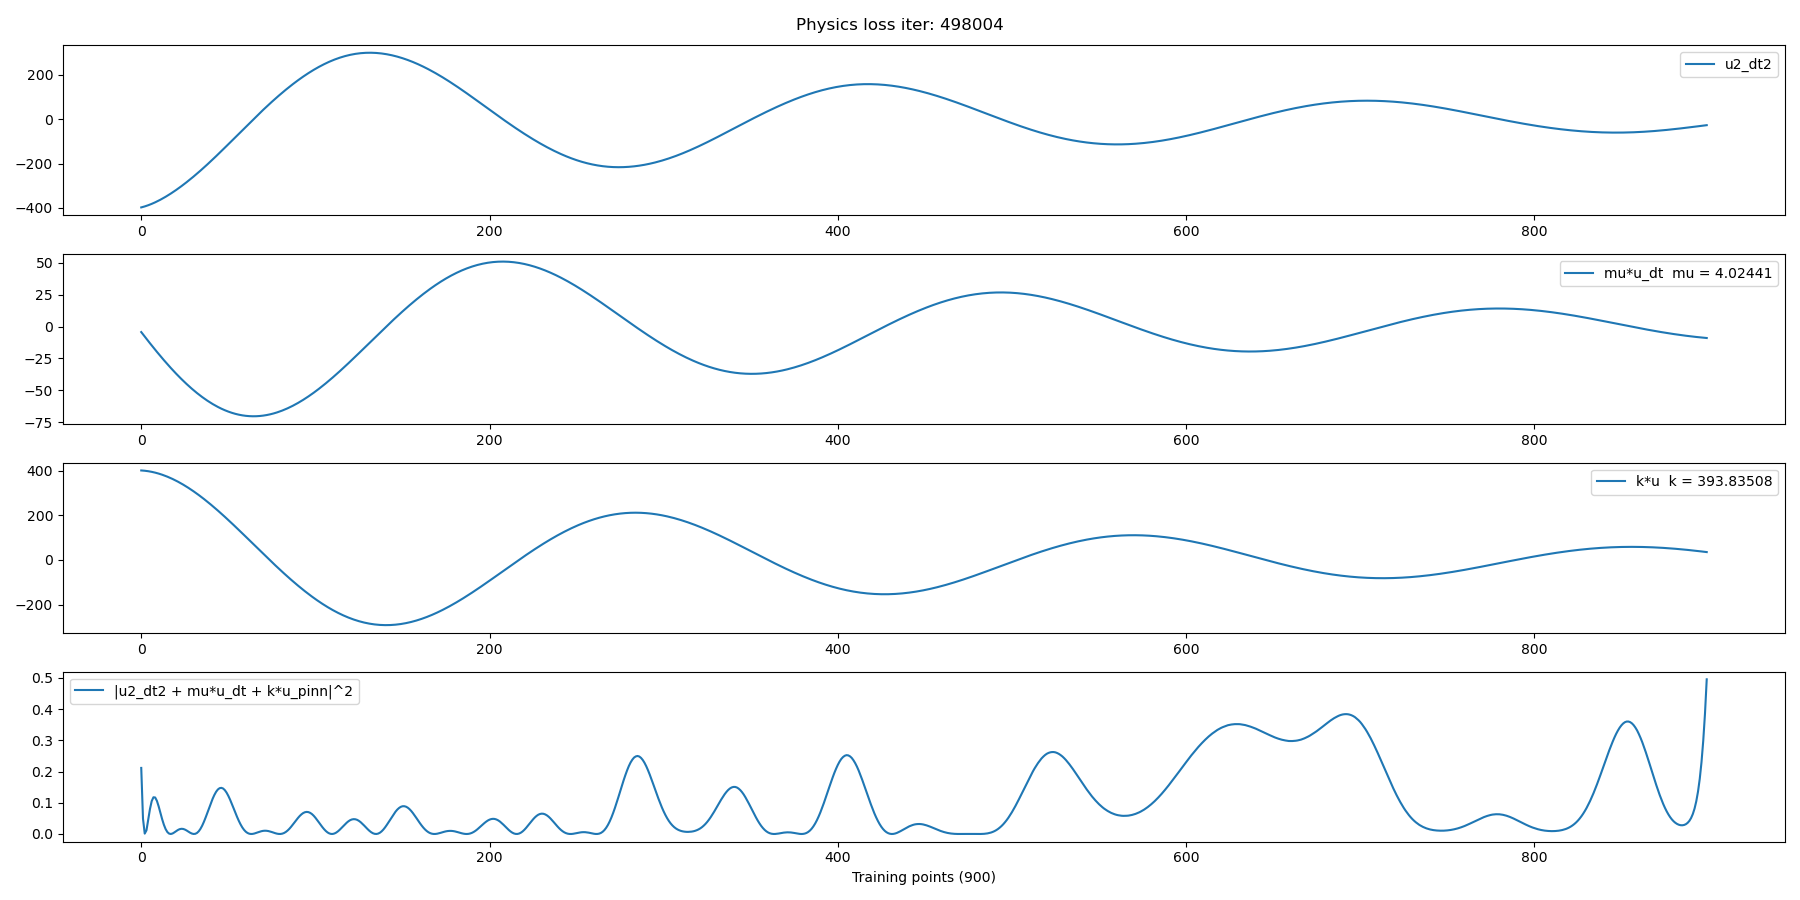 Physics loss iter: 498004
u2_dt2
200
0
−200
−400
0 200 400 600 800
mu*u_dt  mu = 4.02441
50
25
0
−25
−50
−75
0 200 400 600 800
k*u  k = 393.83508
400
200
0
−200
0 200 400 600 800
|u2_dt2 + mu*u_dt + k*u_pinn|^2
0.5
0.4
0.3
0.2
0.1
0.0
0 200 400 600 800
Training points (900)